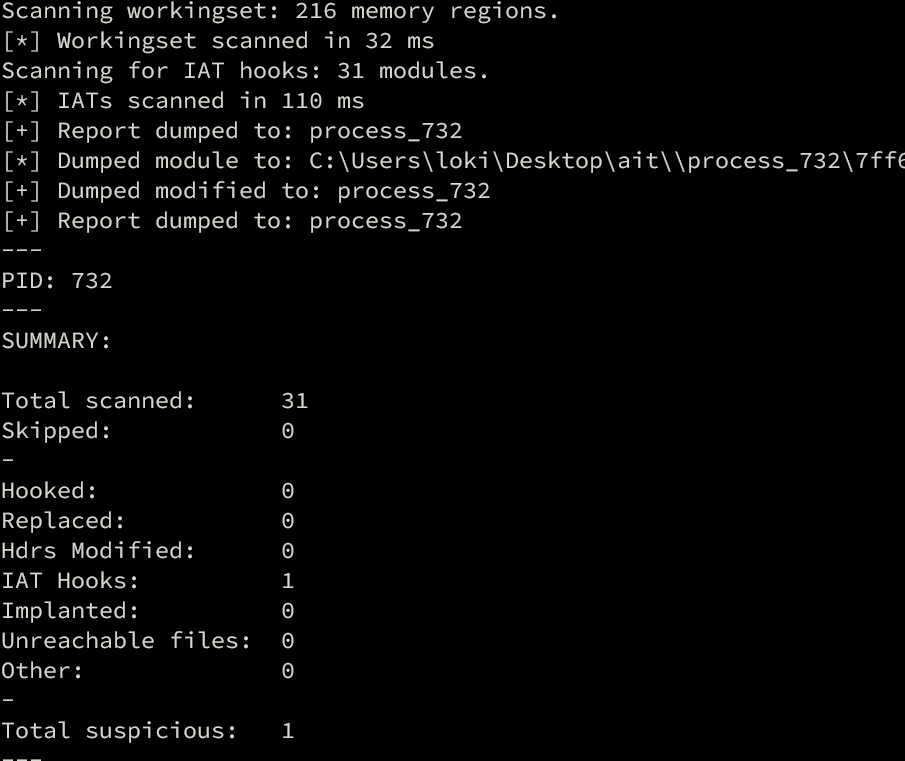 Scanning workingset: 216 memory regions.
[*] Workingset scanned in 32 ms
Scanning for IAT hooks: 31 modules.
[*] IATs scanned in 110 ms
[+] Report dumped to: process_732
[*] Dumped module to: C:\Users\loki\Desktop\ait\\process_732\7ff6
[+] Dumped modified to: process_732
[+] Report dumped to: process_732
---
PID: 732
---
SUMMARY:
Total scanned: 31
Skipped: 0
-
Hooked: 0
Replaced: 0
Hdrs Modified: 0
IAT Hooks: 1
Implanted: 0
Unreachable files: 0
Other: 0
-
Total suspicious: 1
---